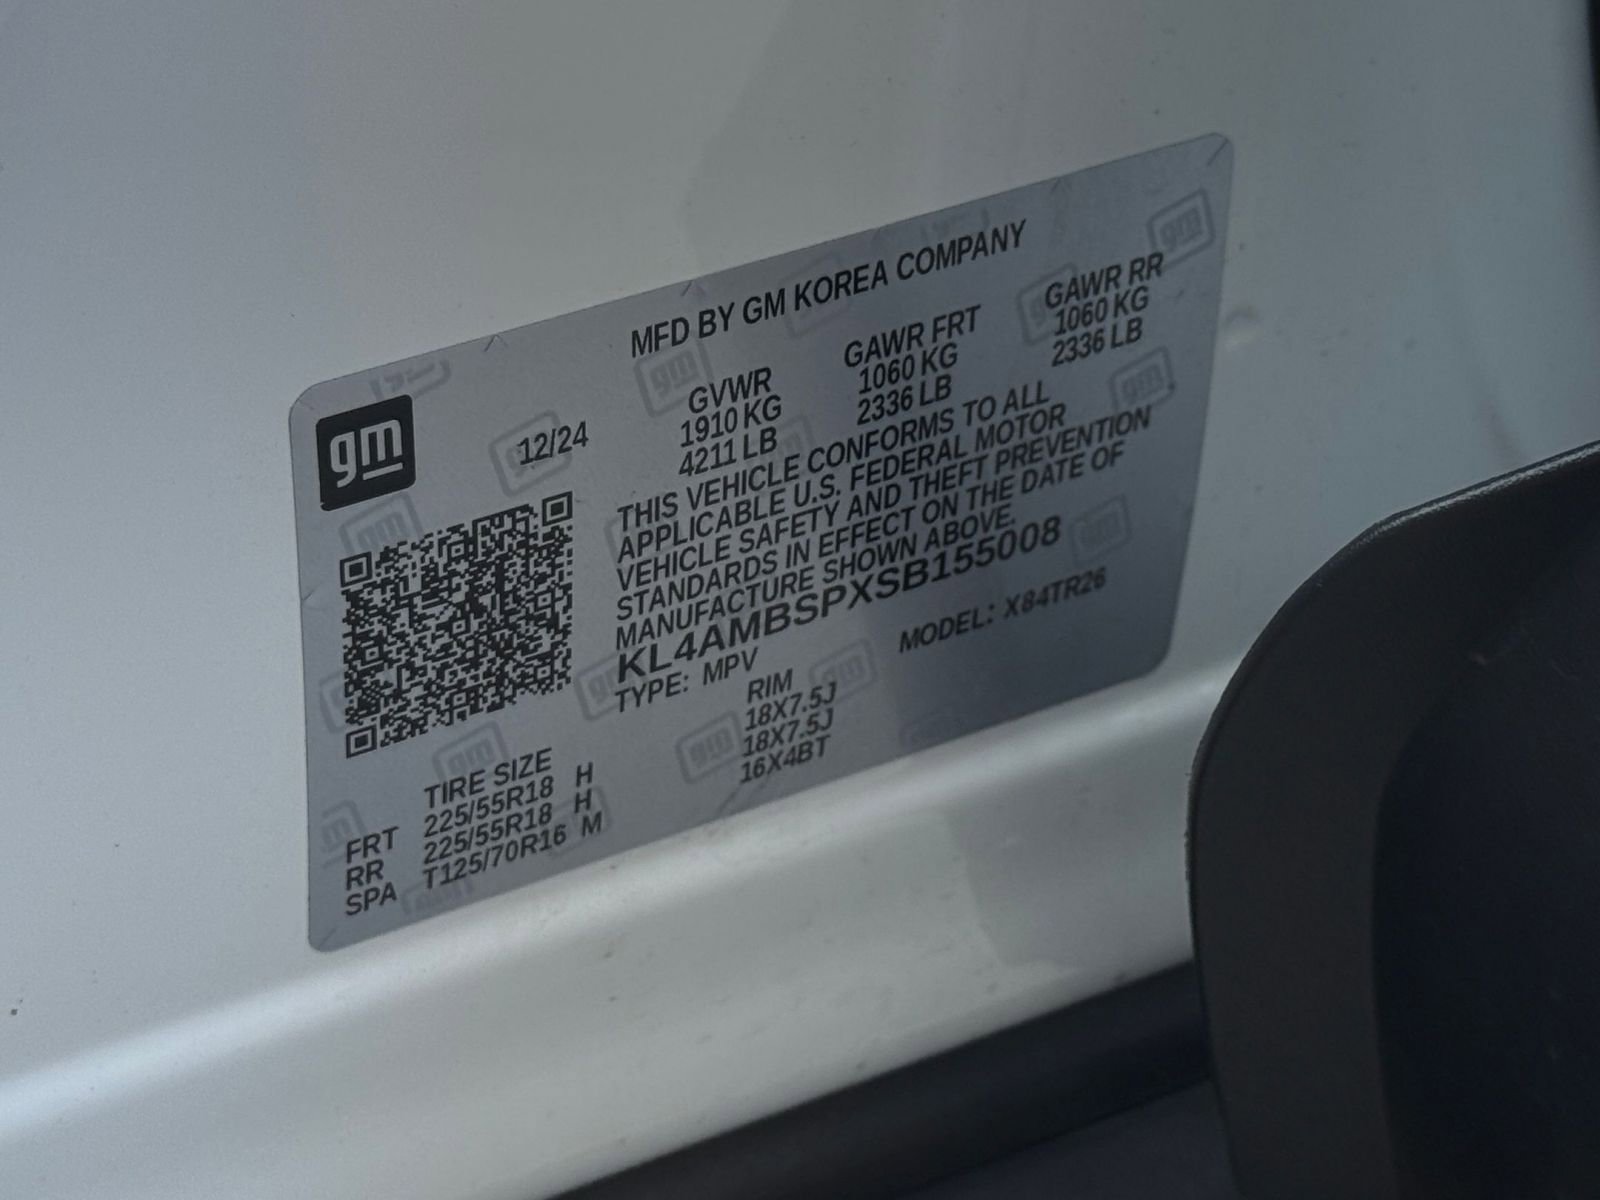 gm
12/24
MFD BY GM KOREA COMPANY
GVWR GAWR FRT GAWR RR
1910 KG 1060 KG 1060 KG
4211 LB 2336 LB 2336 LB
THIS VEHICLE CONFORMS TO ALL
APPLICABLE U.S. FEDERAL MOTOR
VEHICLE SAFETY AND THEFT PREVENTION
STANDARDS IN EFFECT ON THE DATE OF
MANUFACTURE SHOWN ABOVE.
KL4AMBSPXSB155008
TYPE: MPV MODEL: X84TR26
TIRE SIZE RIM
FRT 225/55R18 H 18X7.5J
RR 225/55R18 H 18X7.5J
SPA T125/70R16 M 16X4BT